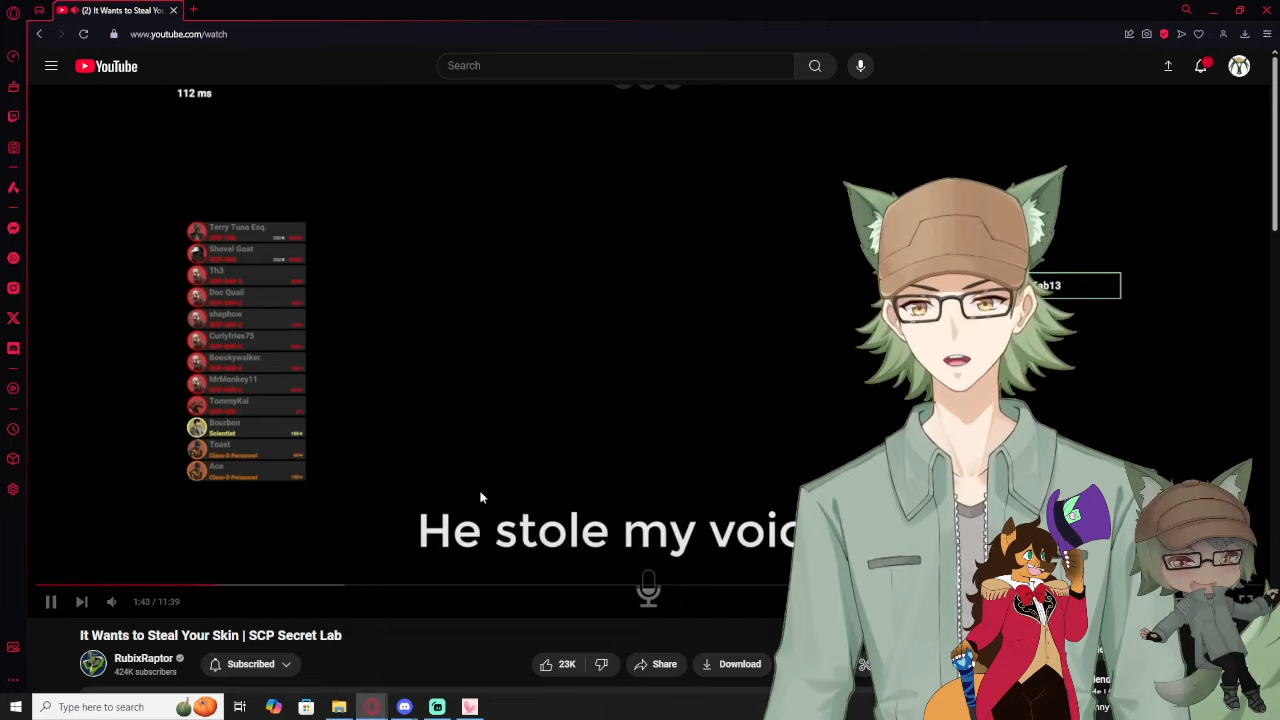 (2) It Wants to Steal You
www.youtube.com/watch
YouTube
Search
112 ms
Terry Tuna Esq.
Shovel Goat
Th3
Doc Quail
shephow
Curlyfries75
Booskywalker
MrMonkey11
TommyKai
Bourbon
Scientist
Toast
Class-D Personnel
Ace
Class-D Personnel
ab13
He stole my voic
1:43 / 11:39
It Wants to Steal Your Skin | SCP Secret Lab
RubixRaptor
424K subscribers
Subscribed
23K
Share
Download
Type here to search